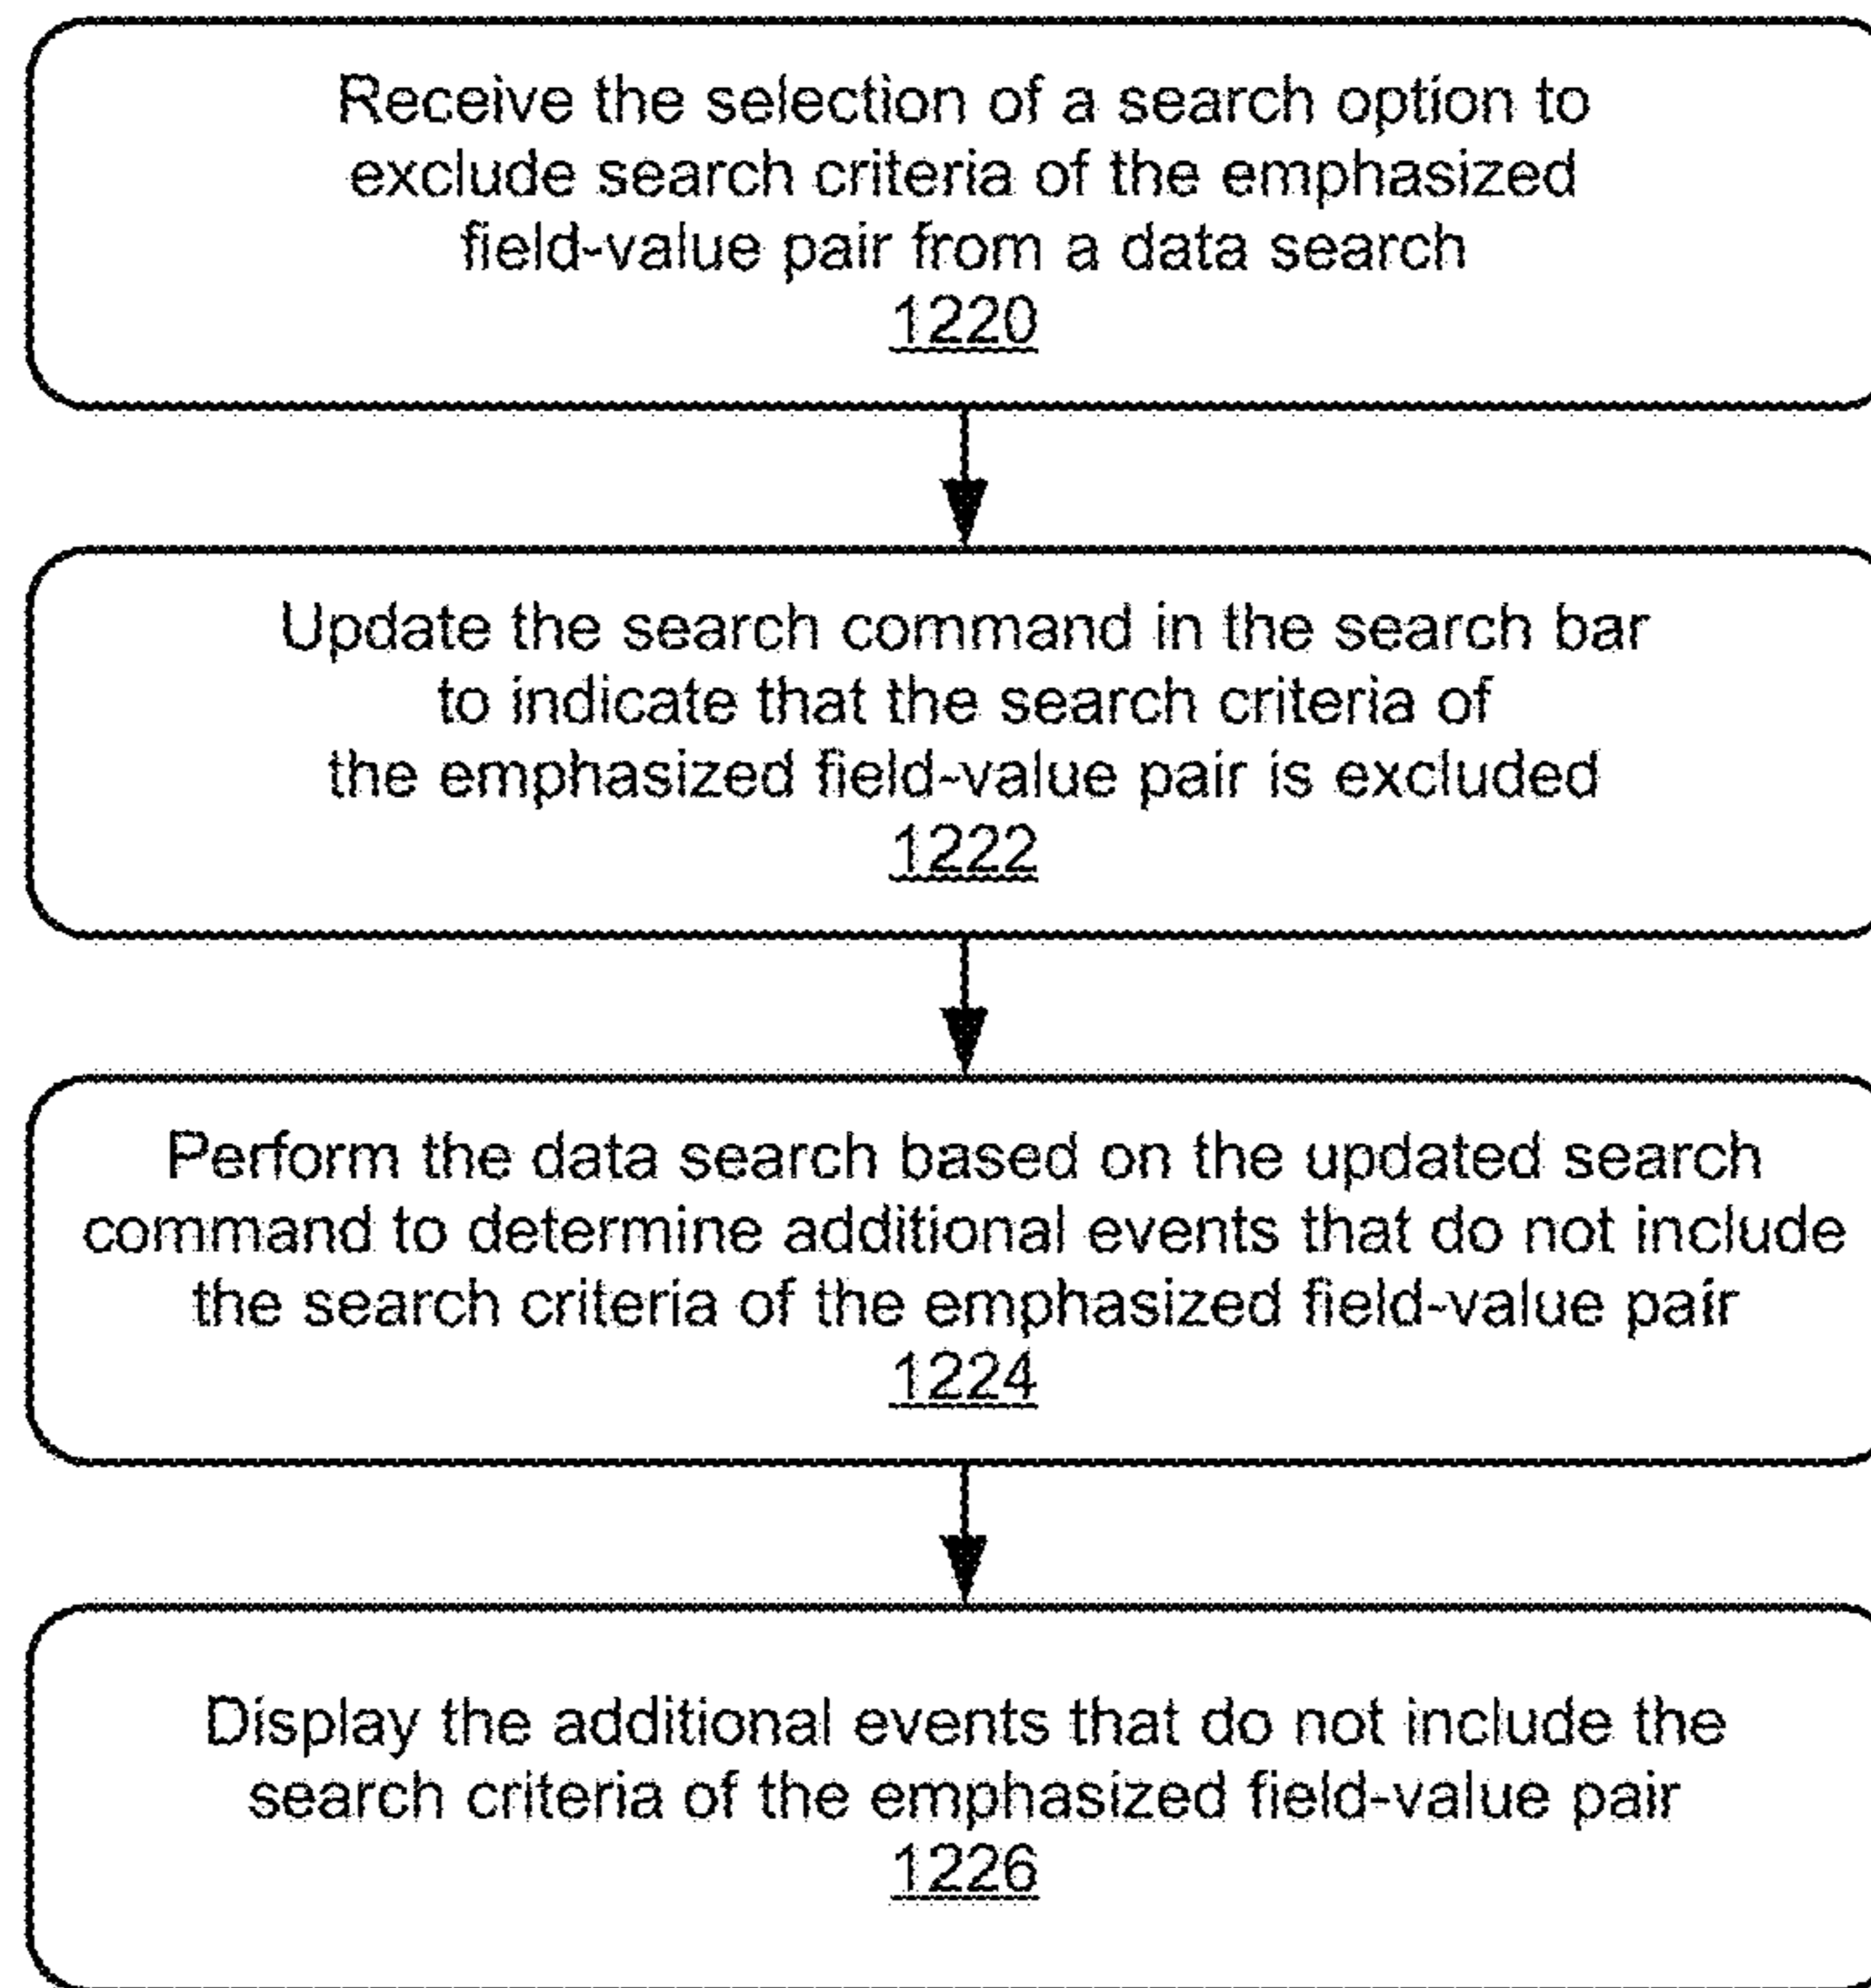 Receive the selection of a search option to
exclude search criteria of the emphasized
field-value pair from a data search
1220
Update the search command in the search bar
to indicate that the search criteria of
the emphasized field-value pair is excluded
1222
Perform the data search based on the updated search
command to determine additional events that do not include
the search criteria of the emphasized field-value pair
1224
Display the additional events that do not include the
search criteria of the emphasized field-value pair
1226